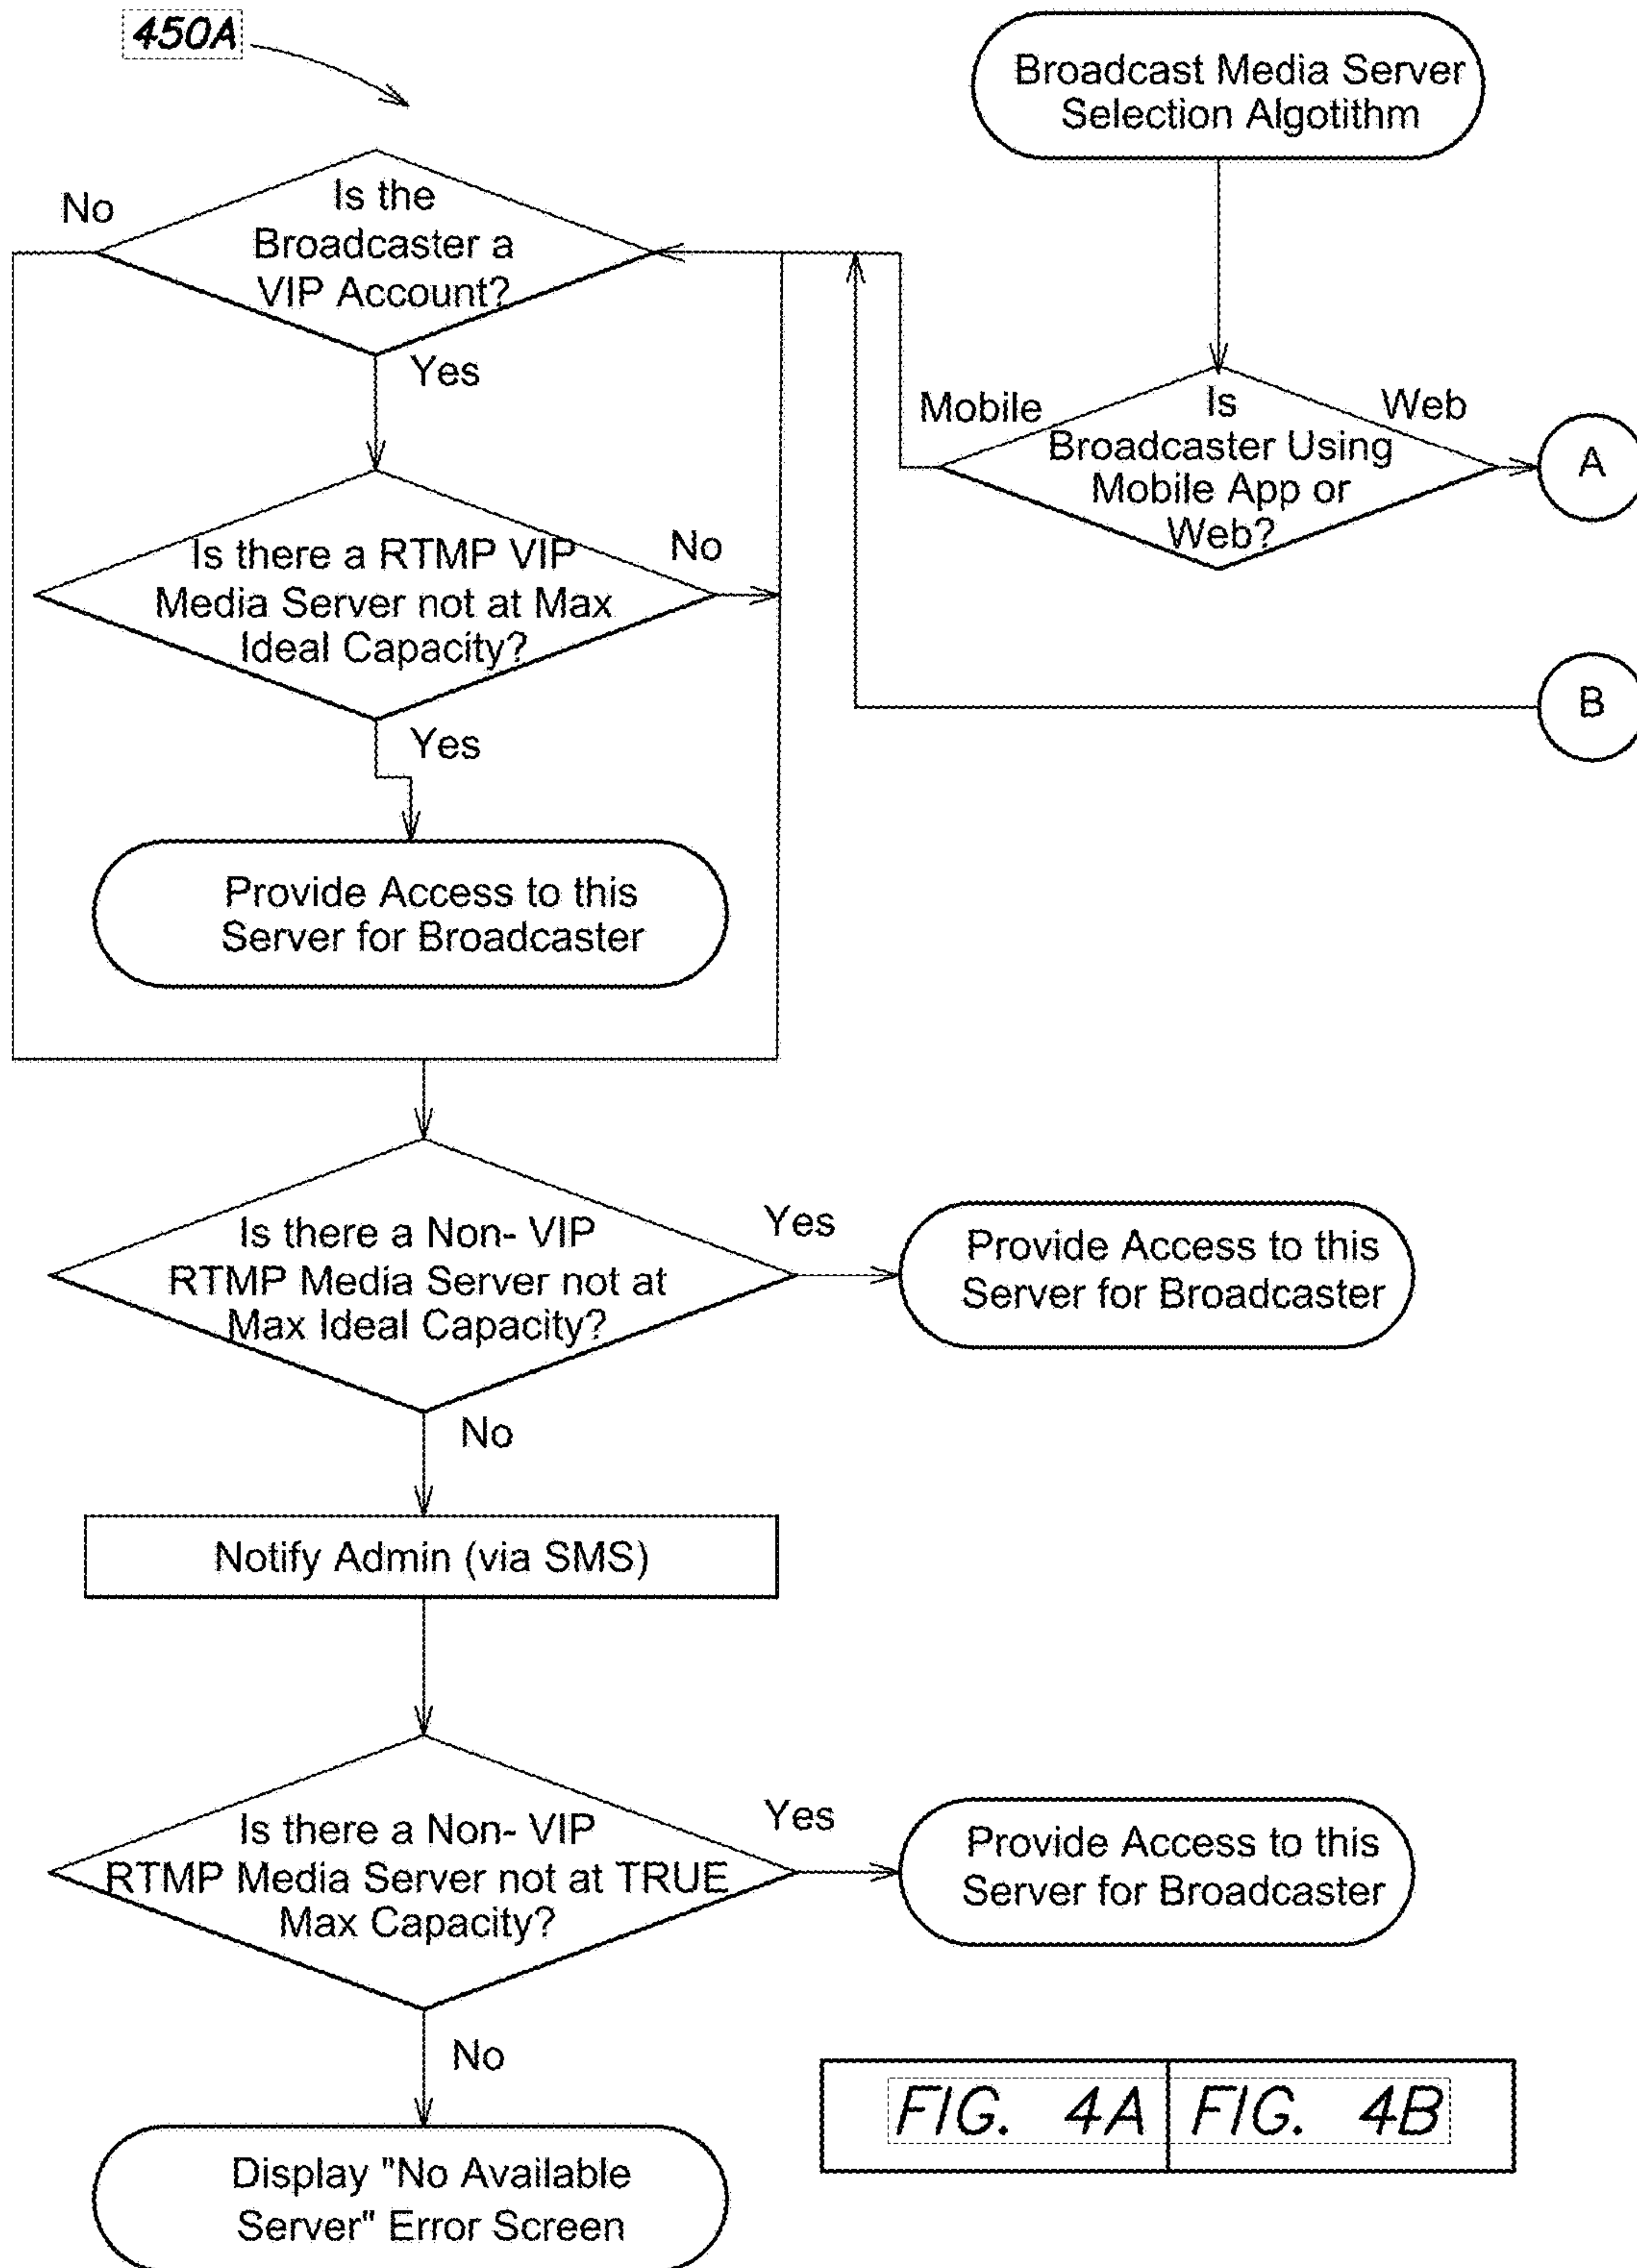 450A
Broadcast Media Server
Selection Algotithm
No
Is the
Broadcaster a
VIP Account?
Yes
Mobile
Is
Broadcaster Using
Mobile App or
Web?
Web
A
Is there a RTMP VIP
Media Server not at Max
Ideal Capacity?
No
Yes
B
Provide Access to this
Server for Broadcaster
Is there a Non- VIP
RTMP Media Server not at
Max Ideal Capacity?
Yes
Provide Access to this
Server for Broadcaster
No
Notify Admin (via SMS)
Is there a Non- VIP
RTMP Media Server not at TRUE
Max Capacity?
Yes
Provide Access to this
Server for Broadcaster
No
Display "No Available
Server" Error Screen
FIG. 4A
FIG. 4B